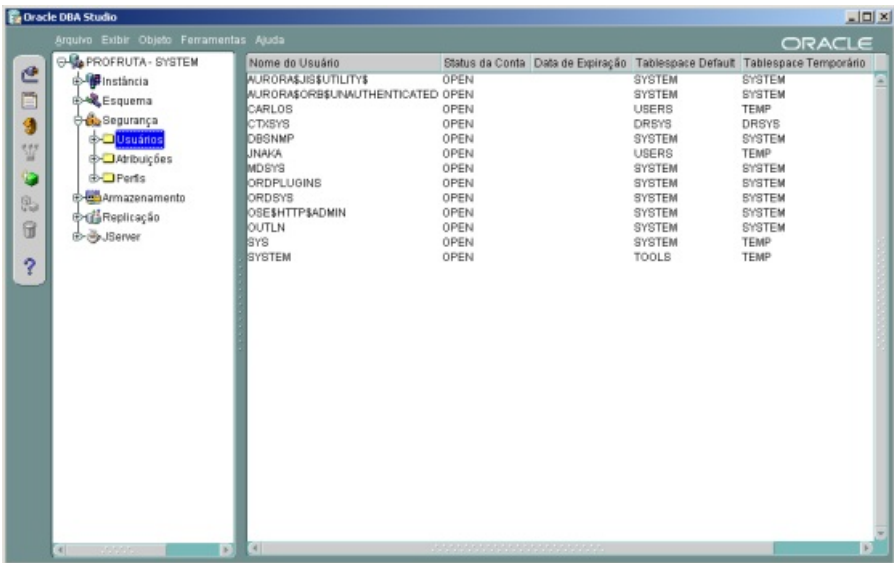 Oracle DBA Studio
Arquivo Exibir Objeto Ferramentas Ajuda
ORACLE
PROFRUTA - SYSTEM
Instância
Esquema
Segurança
Usuários
Atribuições
Perfis
Armazenamento
Replicação
JServer
?
Nome do Usuário Status da Conta Data de Expiração Tablespace Default Tablespace Temporário
AURORA$JIS$UTILITY$ OPEN SYSTEM SYSTEM
AURORA$ORB$UNAUTHENTICATED OPEN SYSTEM SYSTEM
CARLOS OPEN USERS TEMP
CTXSYS OPEN DRSYS DRSYS
DBSNMP OPEN SYSTEM SYSTEM
JNAKA OPEN USERS TEMP
MDSYS OPEN SYSTEM SYSTEM
ORDPLUGINS OPEN SYSTEM SYSTEM
ORDSYS OPEN SYSTEM SYSTEM
OSE$HTTP$ADMIN OPEN SYSTEM SYSTEM
OUTLN OPEN SYSTEM SYSTEM
SYS OPEN SYSTEM TEMP
SYSTEM OPEN TOOLS TEMP